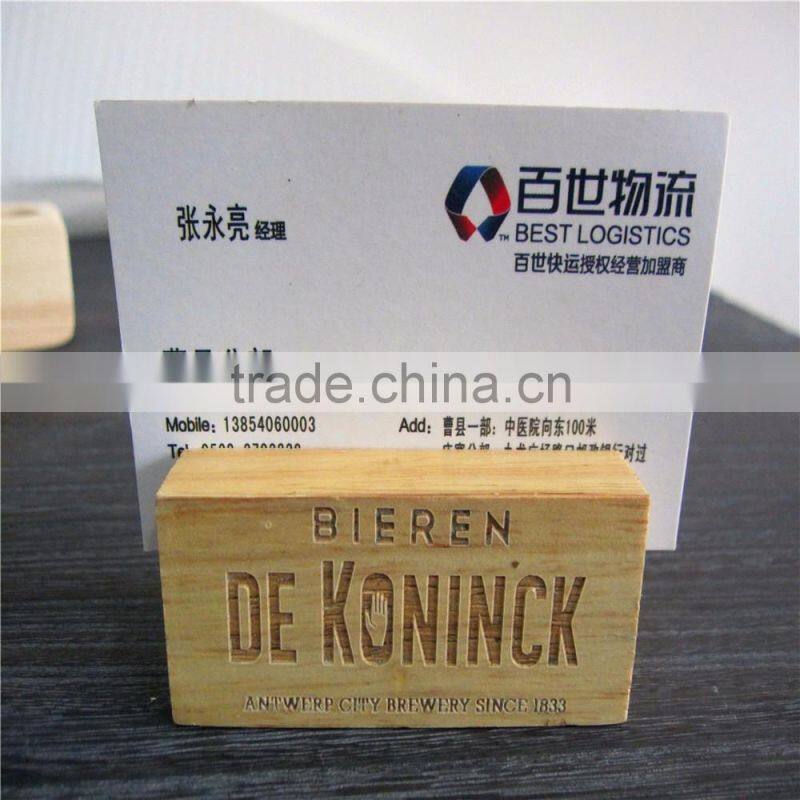 百世物流
TM
BEST LOGISTICS
百世快运授权经营加盟商
张永亮 经理
trade.china.cn
Mobile: 13854060003
Add: 曹县一部: 中医院向东100米
BIEREN
DE KONINCK
ANTWERP CITY BREWERY SINCE 1833